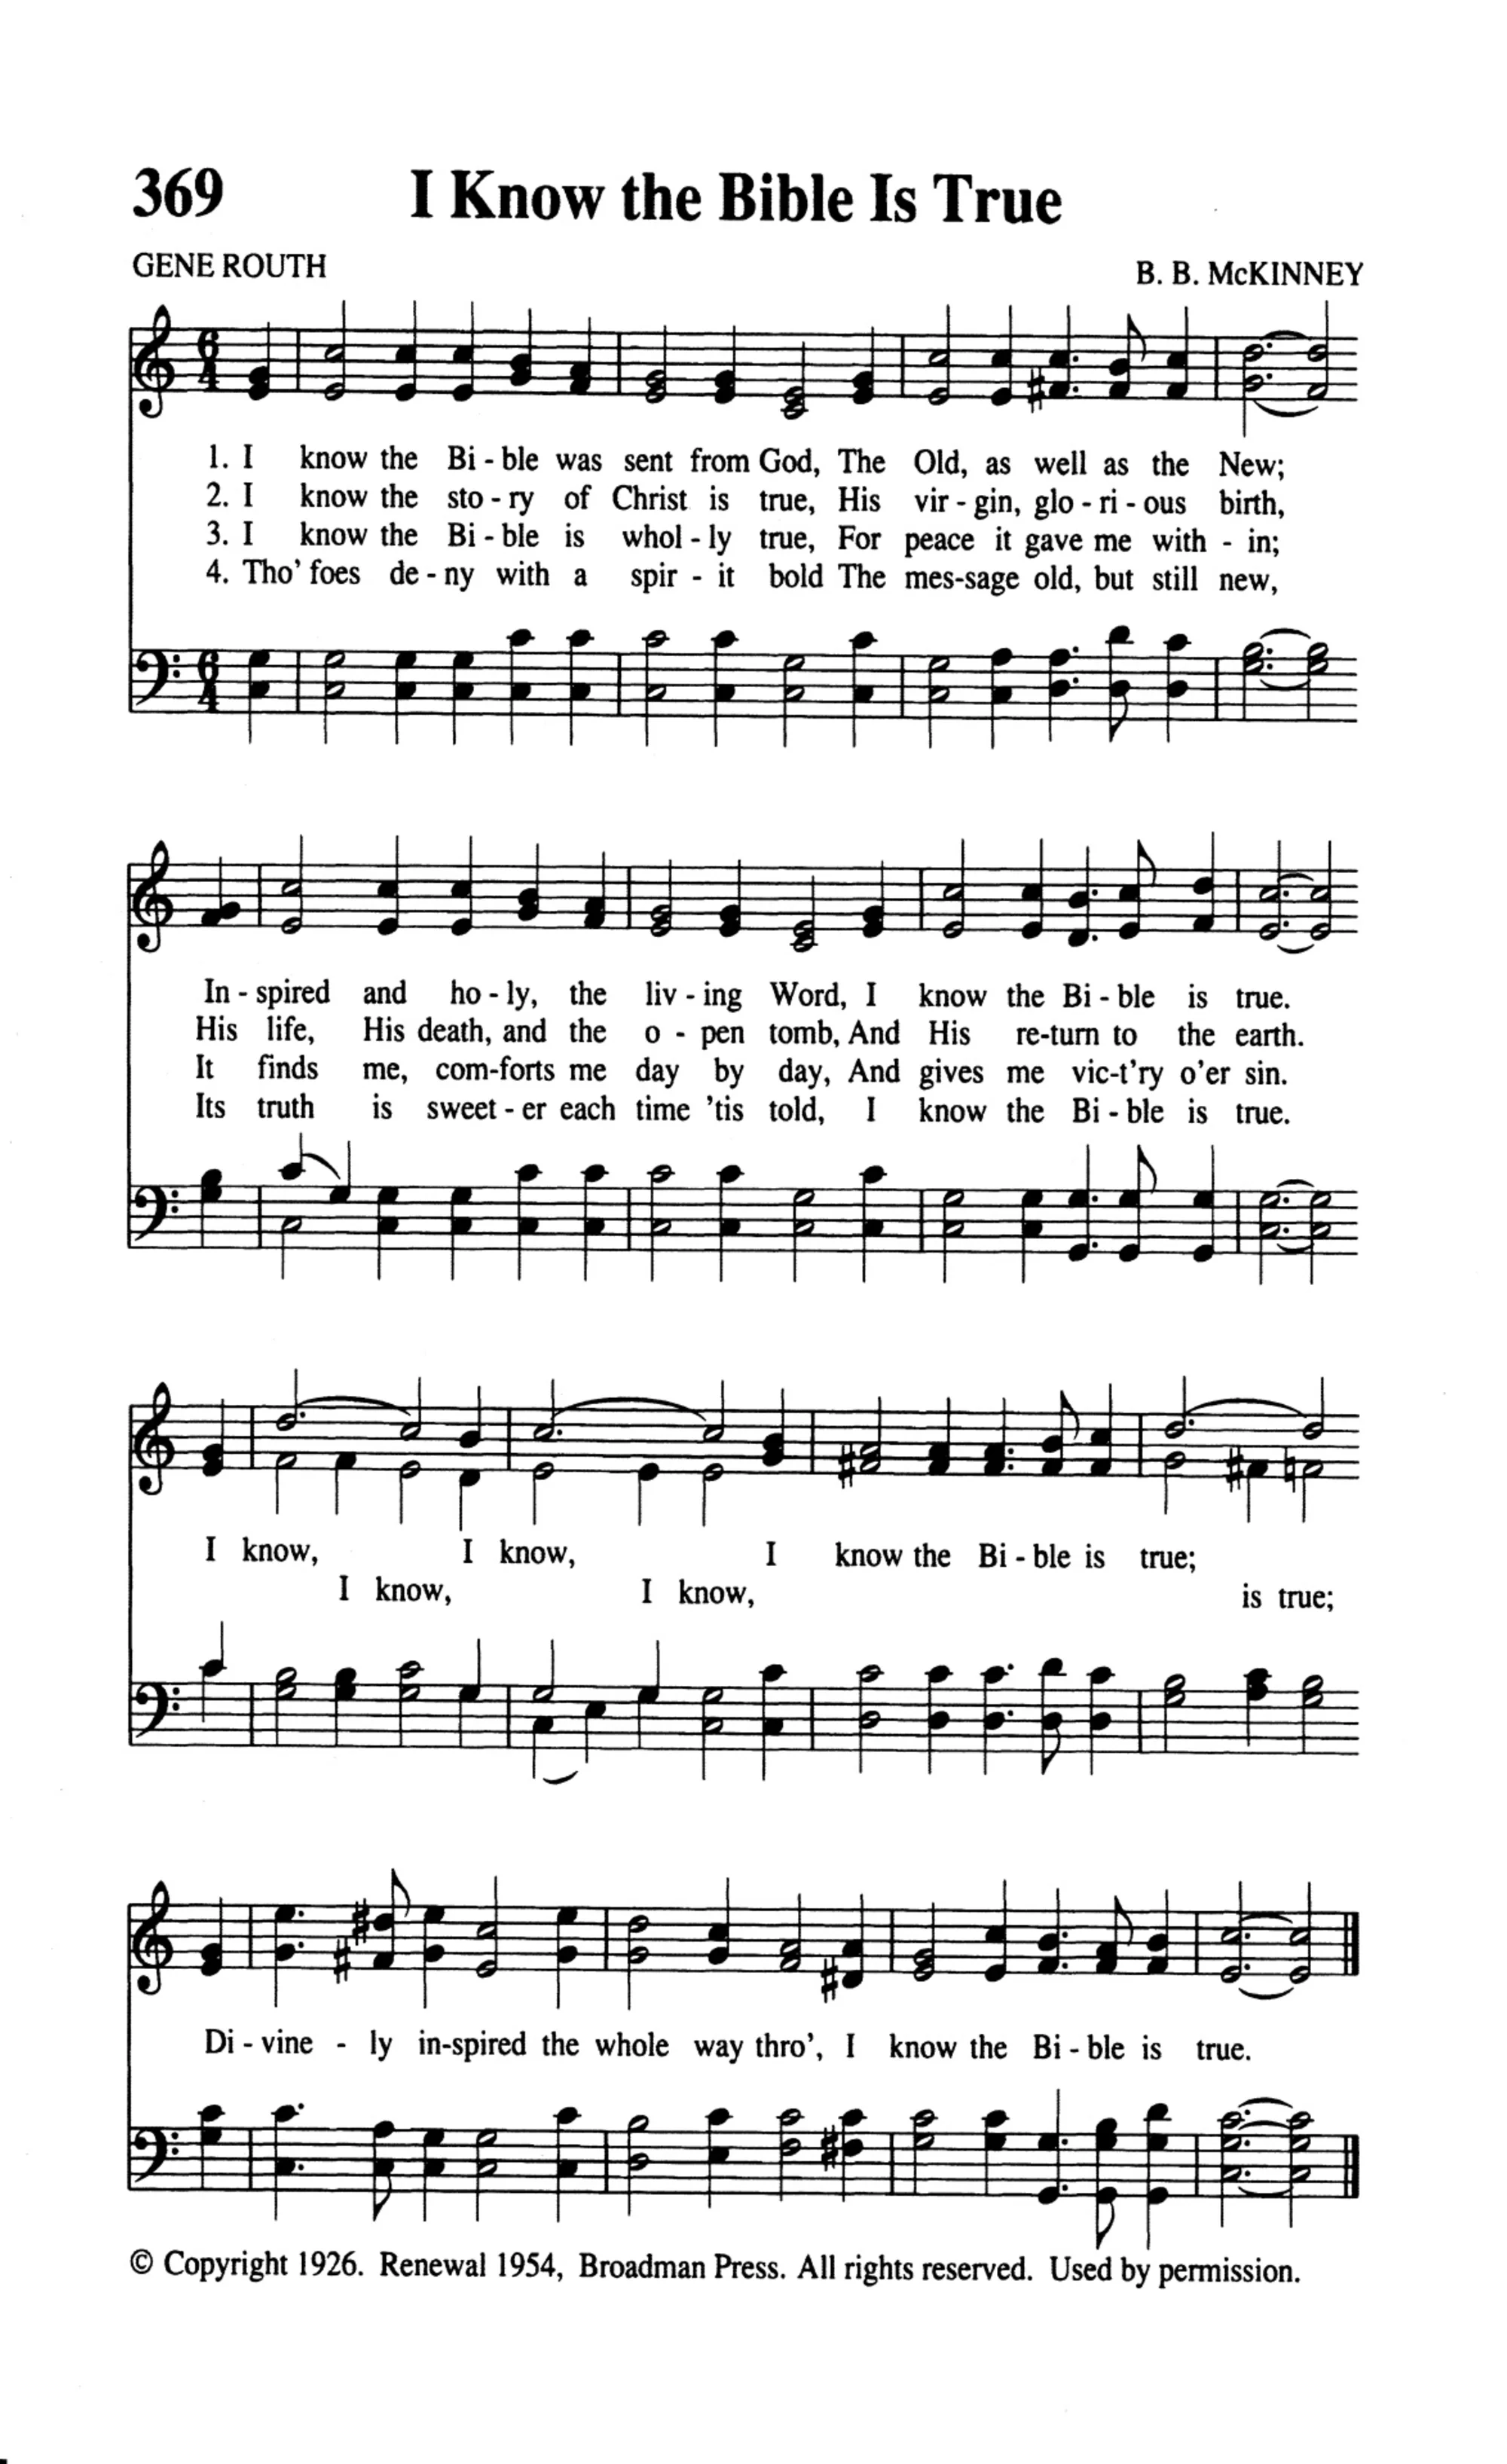 369 I Know the Bible Is True
GENE ROUTH B. B. McKINNEY
1. I know the Bi - ble was sent from God, The Old, as well as the New;
2. I know the sto - ry of Christ is true, His vir - gin, glo - ri - ous birth,
3. I know the Bi - ble is whol - ly true, For peace it gave me with - in;
4. Tho' foes de - ny with a spir - it bold The mes-sage old, but still new,
In - spired and ho - ly, the liv - ing Word, I know the Bi - ble is true.
His life, His death, and the o - pen tomb, And His re-turn to the earth.
It finds me, com-forts me day by day, And gives me vic-t'ry o'er sin.
Its truth is sweet - er each time 'tis told, I know the Bi - ble is true.
I know, I know, I know the Bi - ble is true;
I know, I know, is true;
Di - vine - ly in-spired the whole way thro', I know the Bi - ble is true.
© Copyright 1926. Renewal 1954, Broadman Press. All rights reserved. Used by permission.